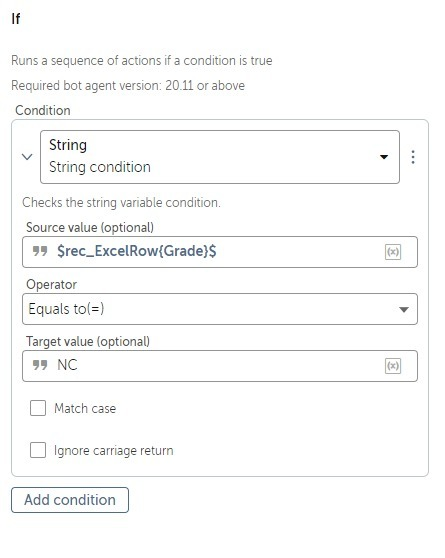 If
Runs a sequence of actions if a condition is true
Required bot agent version: 20.11 or above
Condition
String
String condition
Checks the string variable condition.
Source value (optional)
$rec_ExcelRow{Grade}$
(x)
Operator
Equals to(=)
Target value (optional)
NC
(x)
Match case
Ignore carriage return
Add condition